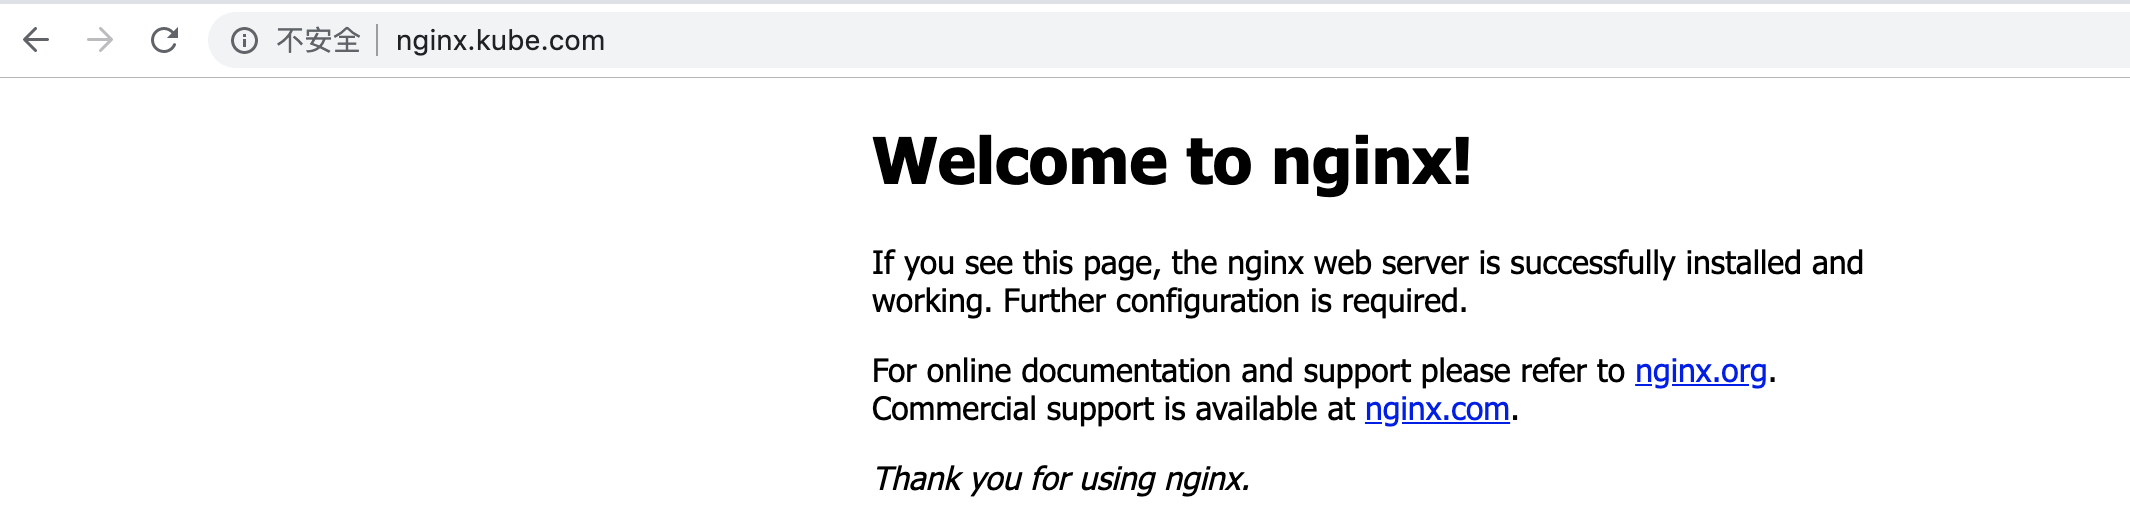 不安全 nginx.kube.com
Welcome to nginx!
If you see this page, the nginx web server is successfully installed and
working. Further configuration is required.
For online documentation and support please refer to nginx.org.
Commercial support is available at nginx.com.
Thank you for using nginx.